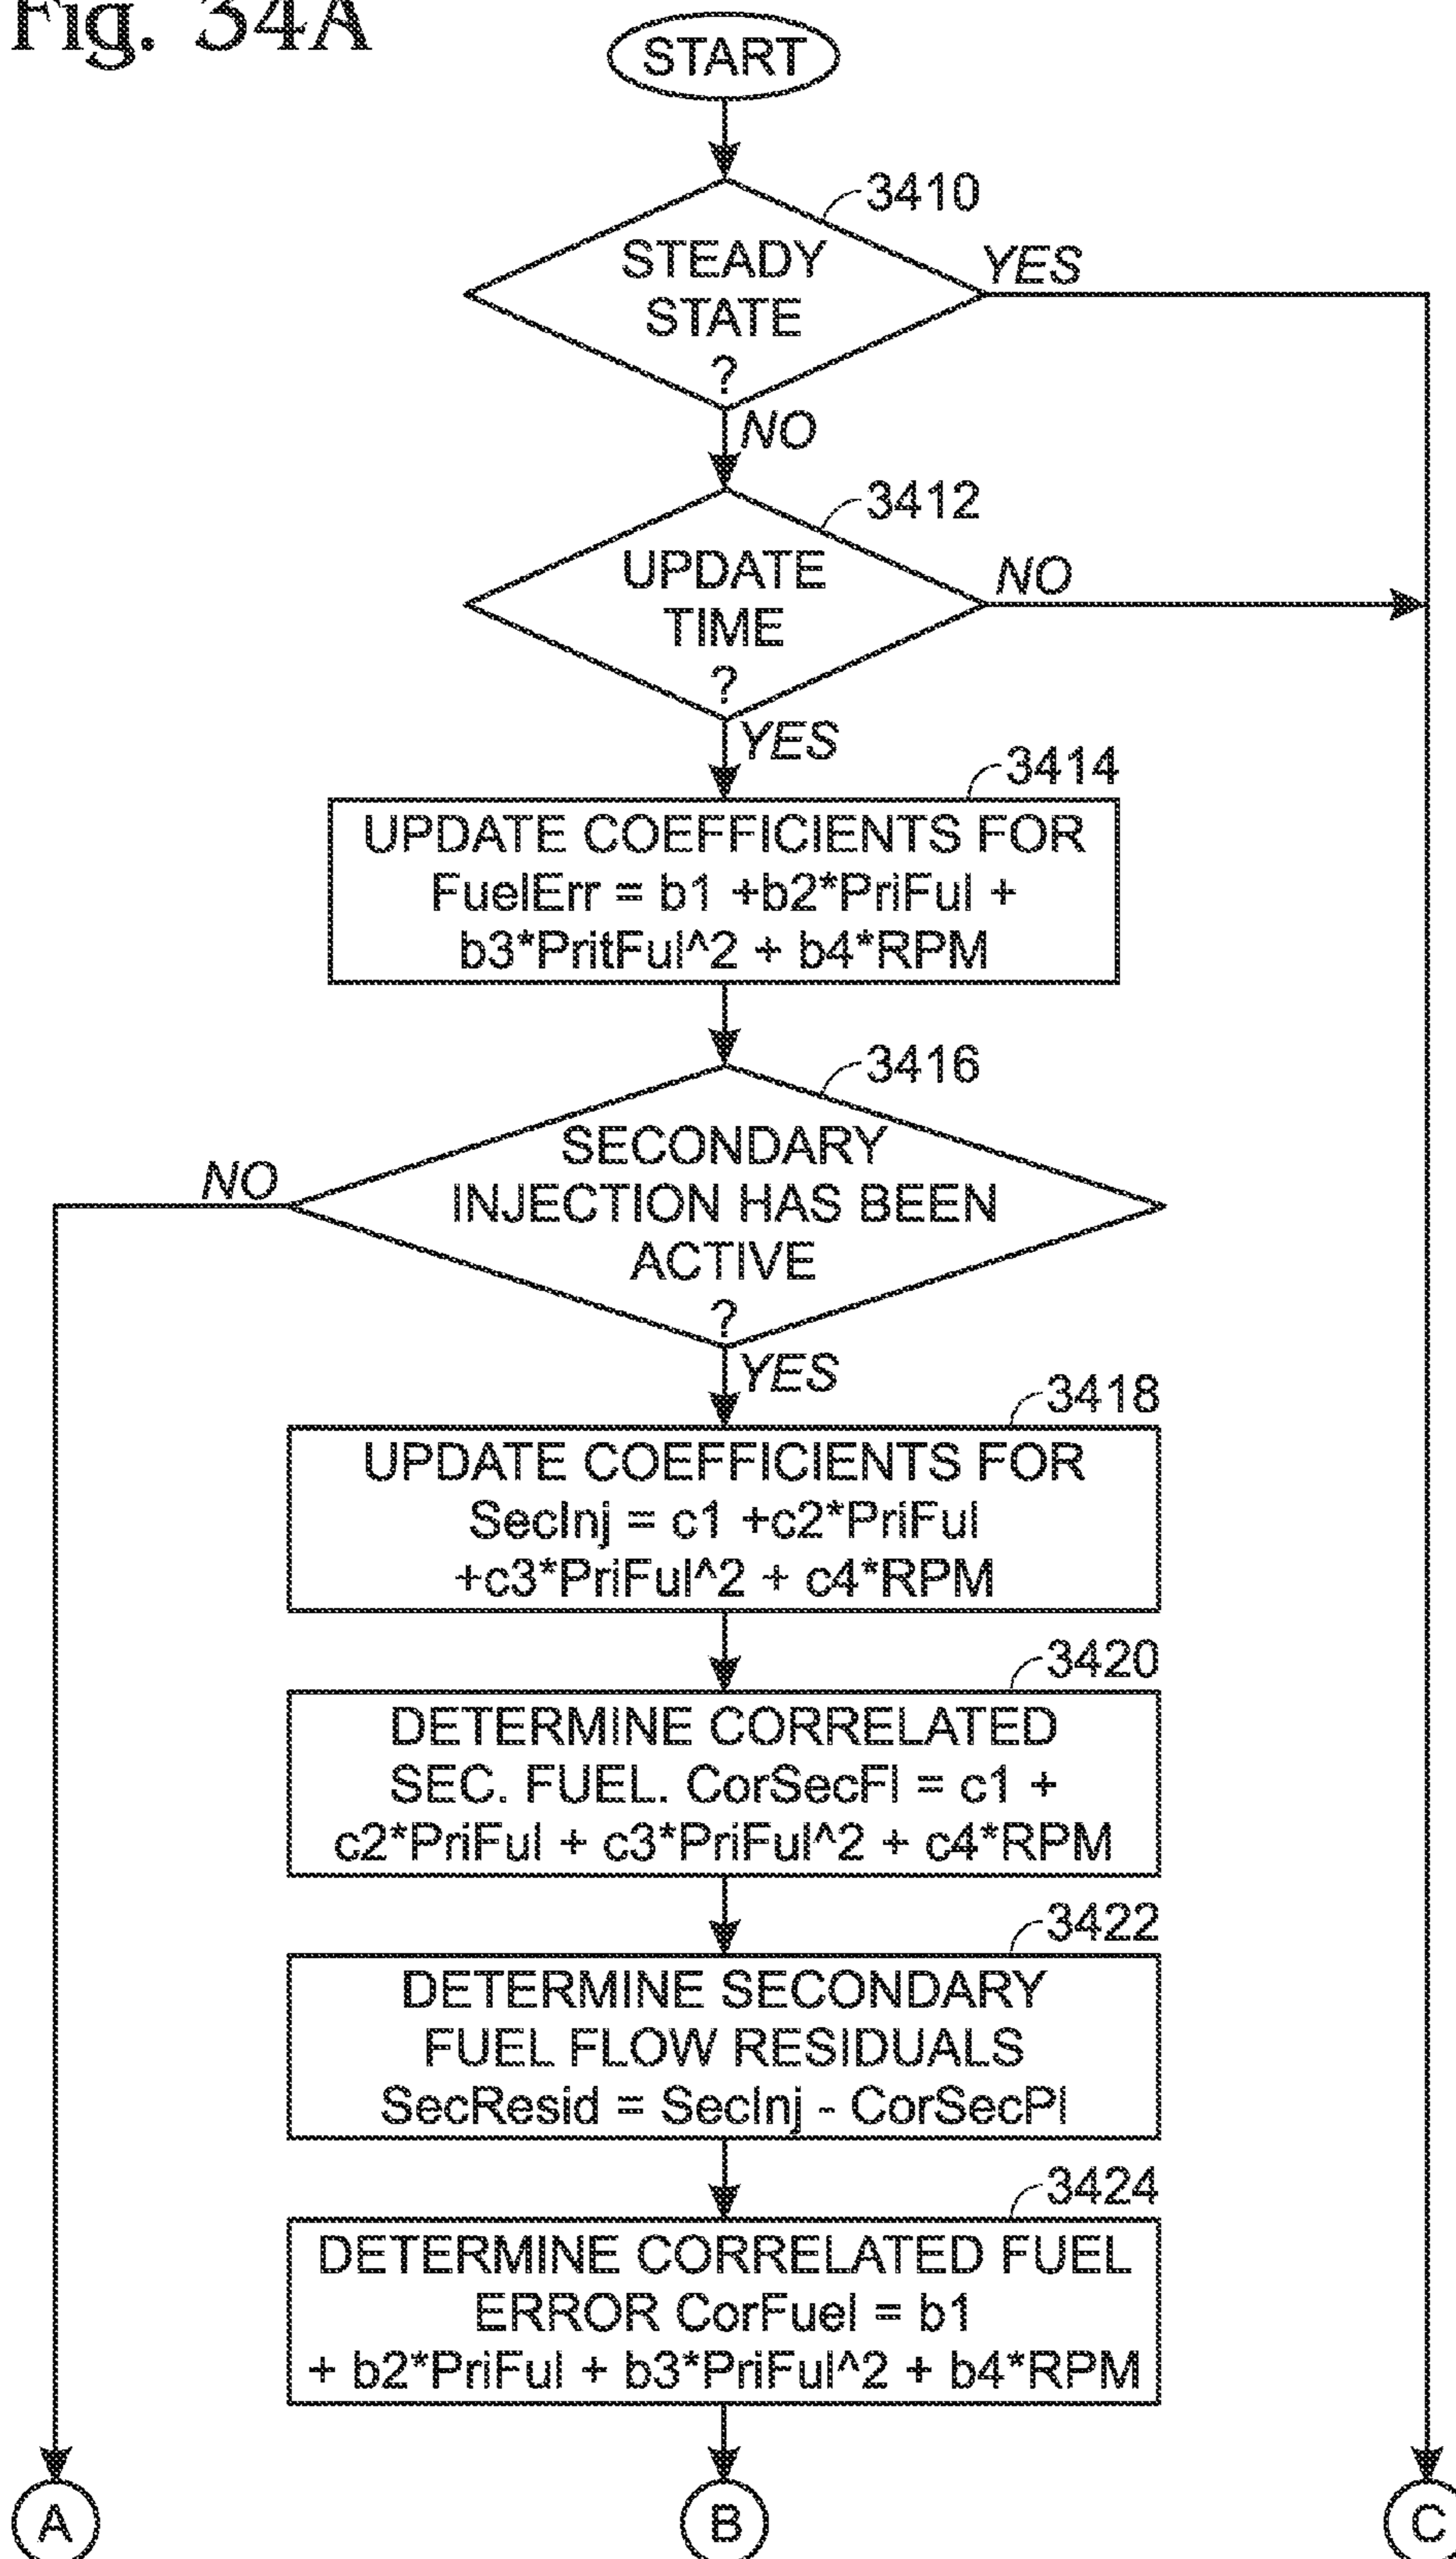 Fig. 34A
START
3410
STEADY
STATE
?
YES
NO
3412
UPDATE
TIME
?
NO
YES
3414
UPDATE COEFFICIENTS FOR
FuelErr = b1 +b2*PriFul +
b3*PritFul^2 + b4*RPM
3416
SECONDARY
INJECTION HAS BEEN
ACTIVE
?
NO
YES
3418
UPDATE COEFFICIENTS FOR
SecInj = c1 +c2*PriFul
+c3*PriFul^2 + c4*RPM
3420
DETERMINE CORRELATED
SEC. FUEL. CorSecFl = c1 +
c2*PriFul + c3*PriFul^2 + c4*RPM
3422
DETERMINE SECONDARY
FUEL FLOW RESIDUALS
SecResid = SecInj - CorSecPl
3424
DETERMINE CORRELATED FUEL
ERROR CorFuel = b1
+ b2*PriFul + b3*PriFul^2 + b4*RPM
A
B
C